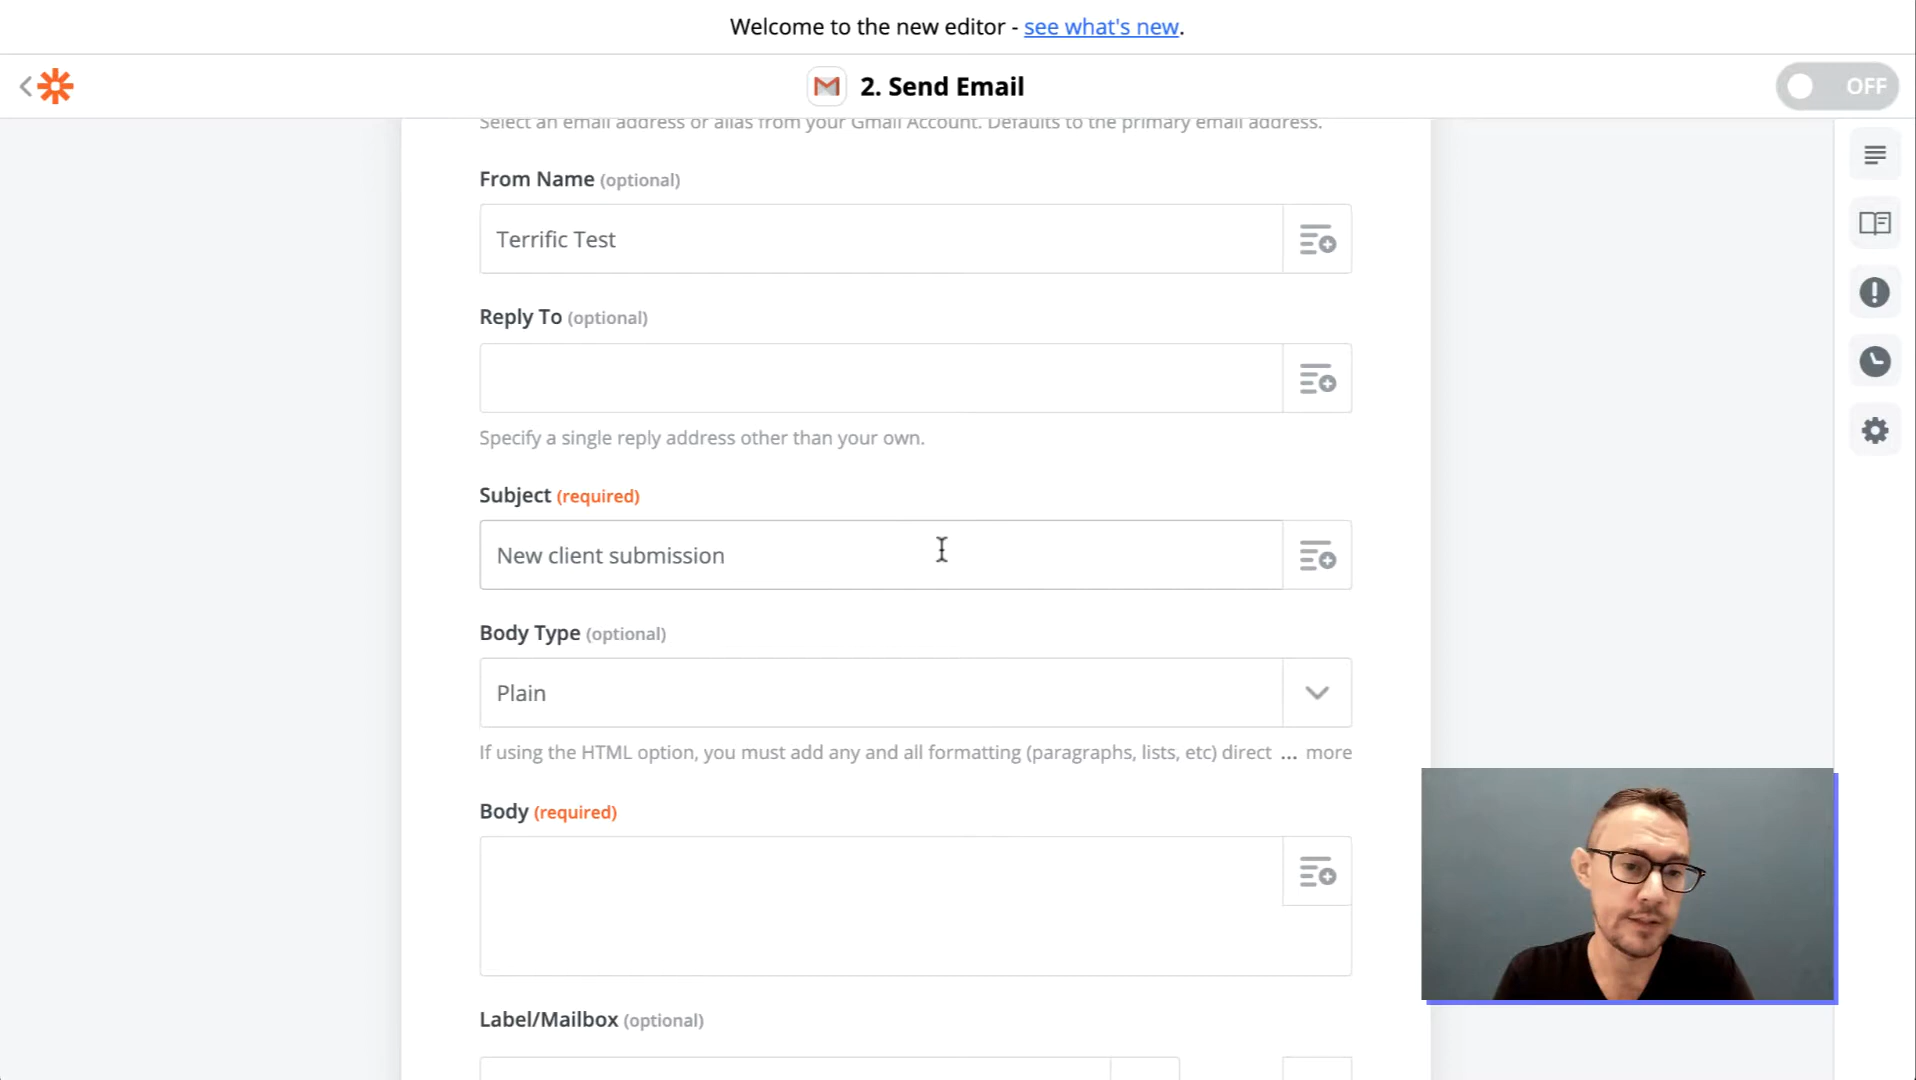 Welcome to the new editor - see what's new.
2. Send Email
OFF
Select an email address or alias from your Gmail Account. Defaults to the primary email address.
From Name (optional)
Terrific Test
Reply To (optional)
Specify a single reply address other than your own.
Subject (required)
New client submission
Body Type (optional)
Plain
If using the HTML option, you must add any and all formatting (paragraphs, lists, etc) direct ... more
Body (required)
Label/Mailbox (optional)